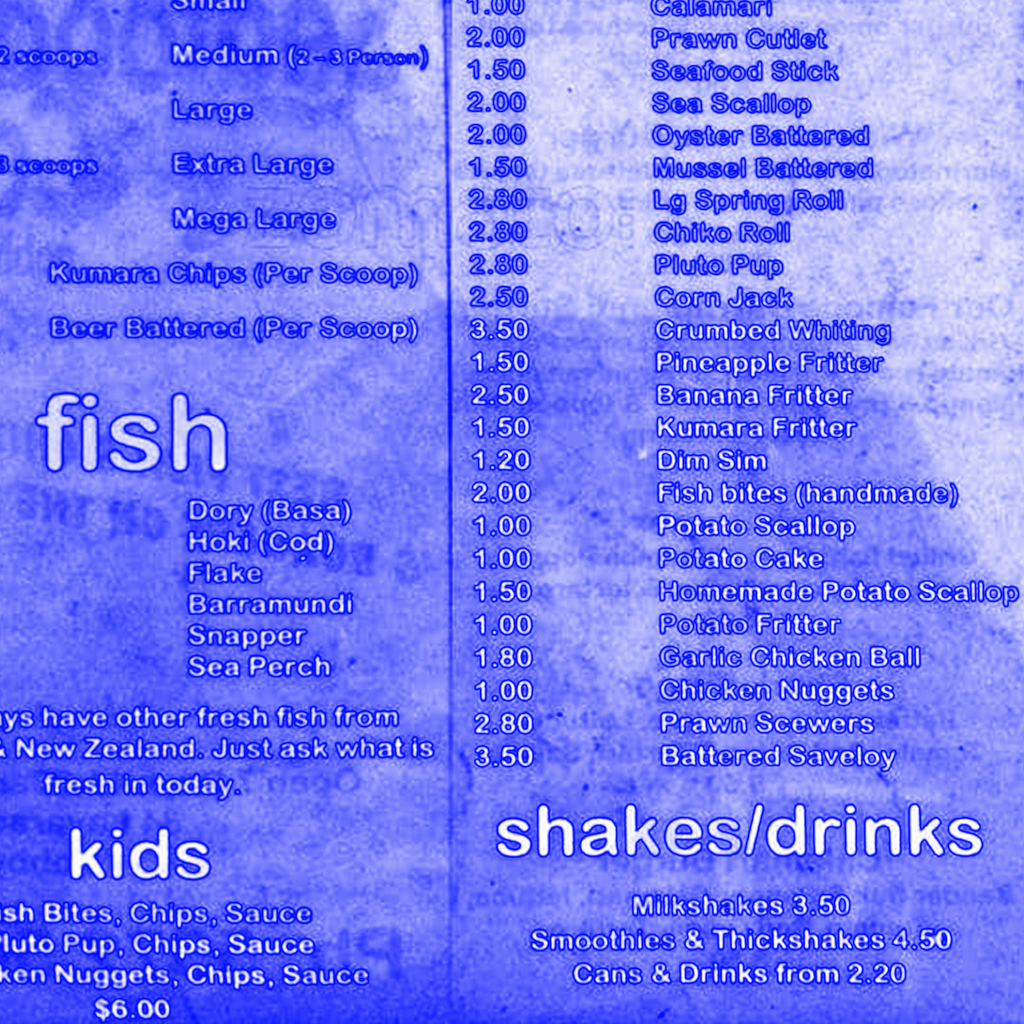 Small
2 scoops Medium (2 - 3 Person)
Large
3 scoops Extra Large
Mega Large
Kumara Chips (Per Scoop)
Beer Battered (Per Scoop)
fish
Dory (Basa)
Hoki (Cod)
Flake
Barramundi
Snapper
Sea Perch
ays have other fresh fish from
& New Zealand. Just ask what is
fresh in today.
kids
ish Bites, Chips, Sauce
Pluto Pup, Chips, Sauce
ken Nuggets, Chips, Sauce
$6.00
1.00 Calamari
2.00 Prawn Cutlet
1.50 Seafood Stick
2.00 Sea Scallop
2.00 Oyster Battered
1.50 Mussel Battered
2.80 Lg Spring Roll
2.80 Chiko Roll
2.80 Pluto Pup
2.50 Corn Jack
3.50 Crumbed Whiting
1.50 Pineapple Fritter
2.50 Banana Fritter
1.50 Kumara Fritter
1.20 Dim Sim
2.00 Fish bites (handmade)
1.00 Potato Scallop
1.00 Potato Cake
1.50 Homemade Potato Scallop
1.00 Potato Fritter
1.80 Garlic Chicken Ball
1.00 Chicken Nuggets
2.80 Prawn Scewers
3.50 Battered Saveloy
shakes/drinks
Milkshakes 3.50
Smoothies & Thickshakes 4.50
Cans & Drinks from 2.20